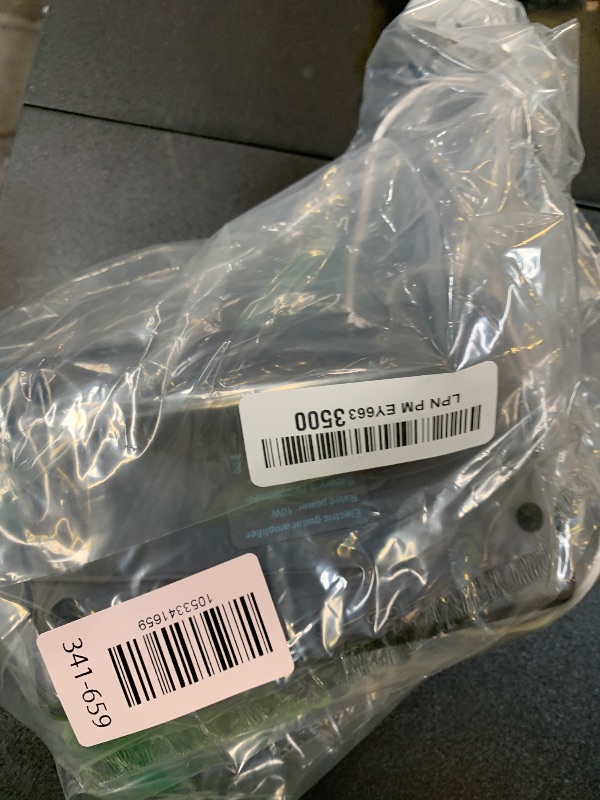 LPN PM EY663 3500
Electric guitar amplifier
Rated power: 10W
1053341659
341-659